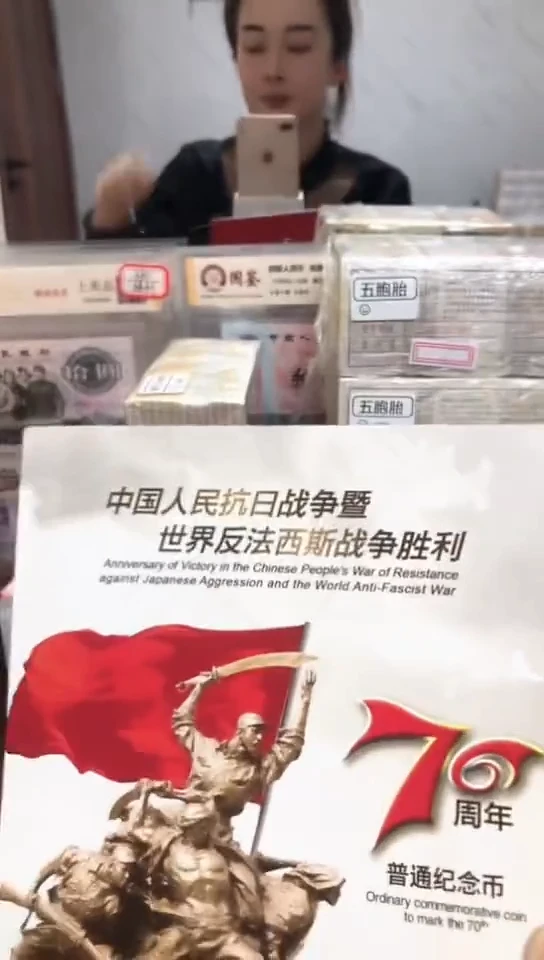 国鉴
五胞胎
五胞胎
拾圆
中国人民抗日战争暨
世界反法西斯战争胜利
Anniversary of Victory in the Chinese People's War of Resistance
against Japanese Aggression and the World Anti-Fascist War
70
周年
普通纪念币
Ordinary commemorative coin
to mark the 70th